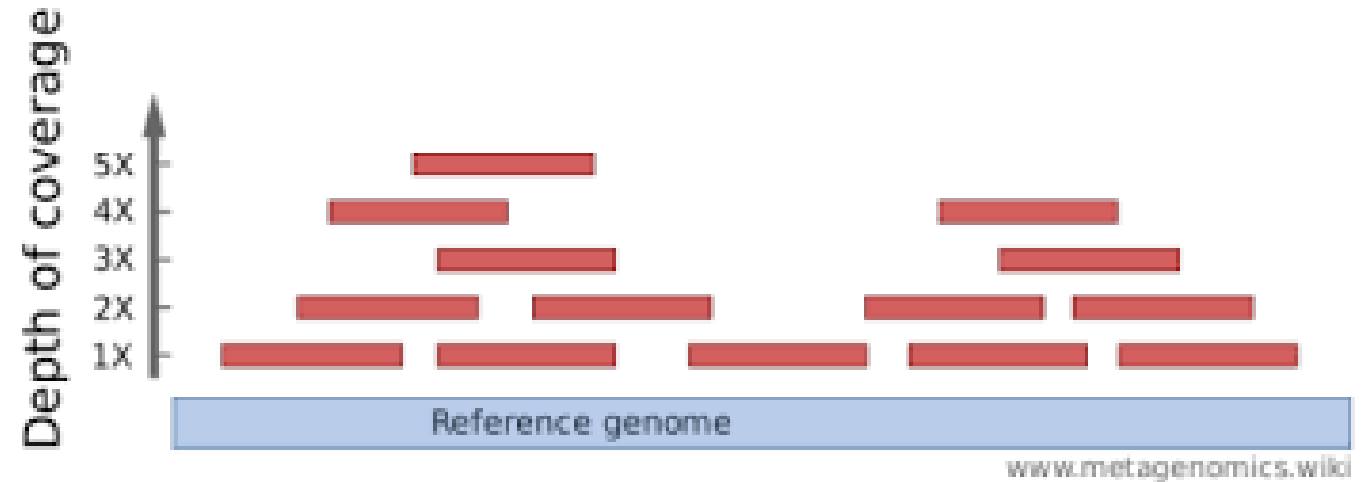 Depth of coverage
5X
4X
3X
2X
1X
Reference genome
www.metagenomics.wiki